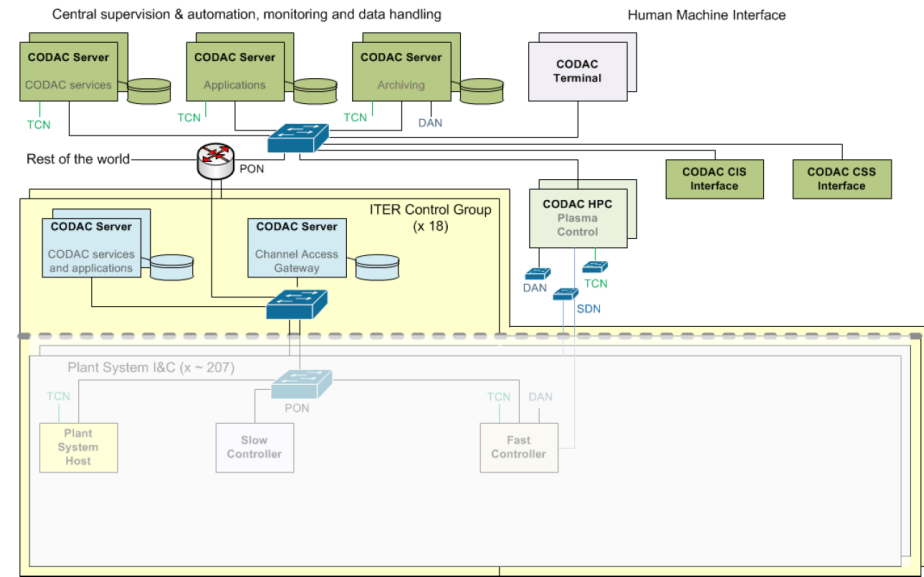 Central supervision & automation, monitoring and data handling
Human Machine Interface
CODAC Server
CODAC services
TCN
CODAC Server
Applications
TCN
CODAC Server
Archiving
TCN
DAN
CODAC
Terminal
Rest of the world
PON
CODAC CIS
Interface
CODAC CSS
Interface
CODAC HPC
Plasma
Control
DAN
TCN
SDN
ITER Control Group
(x 18)
CODAC Server
CODAC services
and applications
CODAC Server
Channel Access
Gateway
Plant System I&C (x ~ 207)
PON
TCN
Plant
System
Host
Slow
Controller
TCN
DAN
Fast
Controller